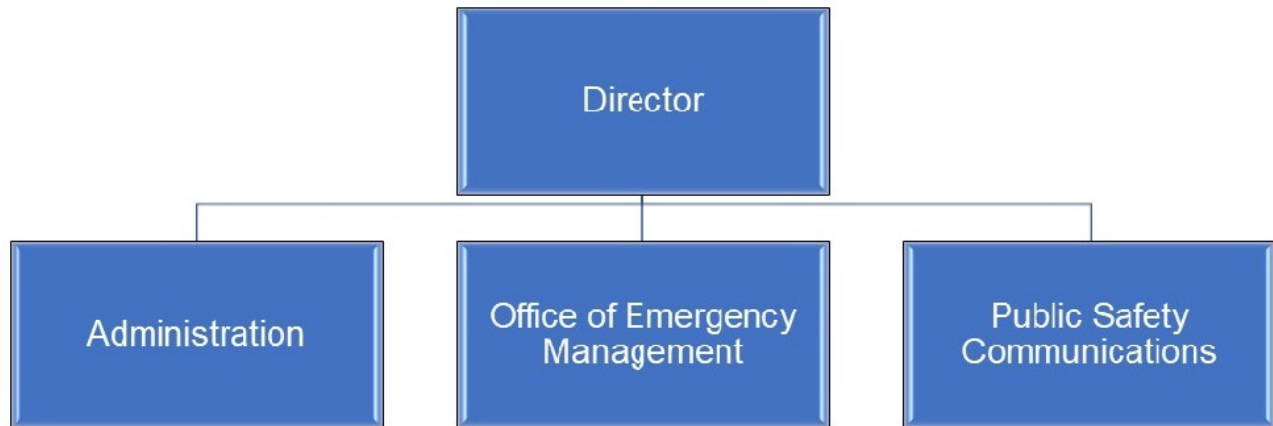 Director
Administration
Office of Emergency
Management
Public Safety
Communications